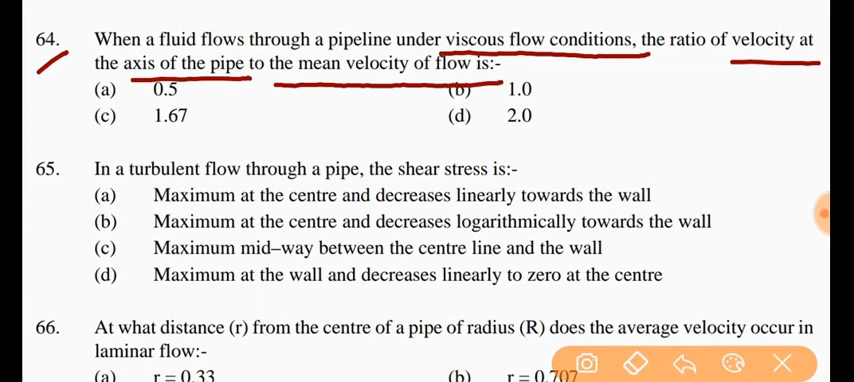 64. When a fluid flows through a pipeline under viscous flow conditions, the ratio of velocity at
the axis of the pipe to the mean velocity of flow is:-
(a) 0.5 (b) 1.0
(c) 1.67 (d) 2.0
65. In a turbulent flow through a pipe, the shear stress is:-
(a) Maximum at the centre and decreases linearly towards the wall
(b) Maximum at the centre and decreases logarithmically towards the wall
(c) Maximum mid–way between the centre line and the wall
(d) Maximum at the wall and decreases linearly to zero at the centre
66. At what distance (r) from the centre of a pipe of radius (R) does the average velocity occur in
laminar flow:-
(a) r = 0.33 (b) r = 0.707